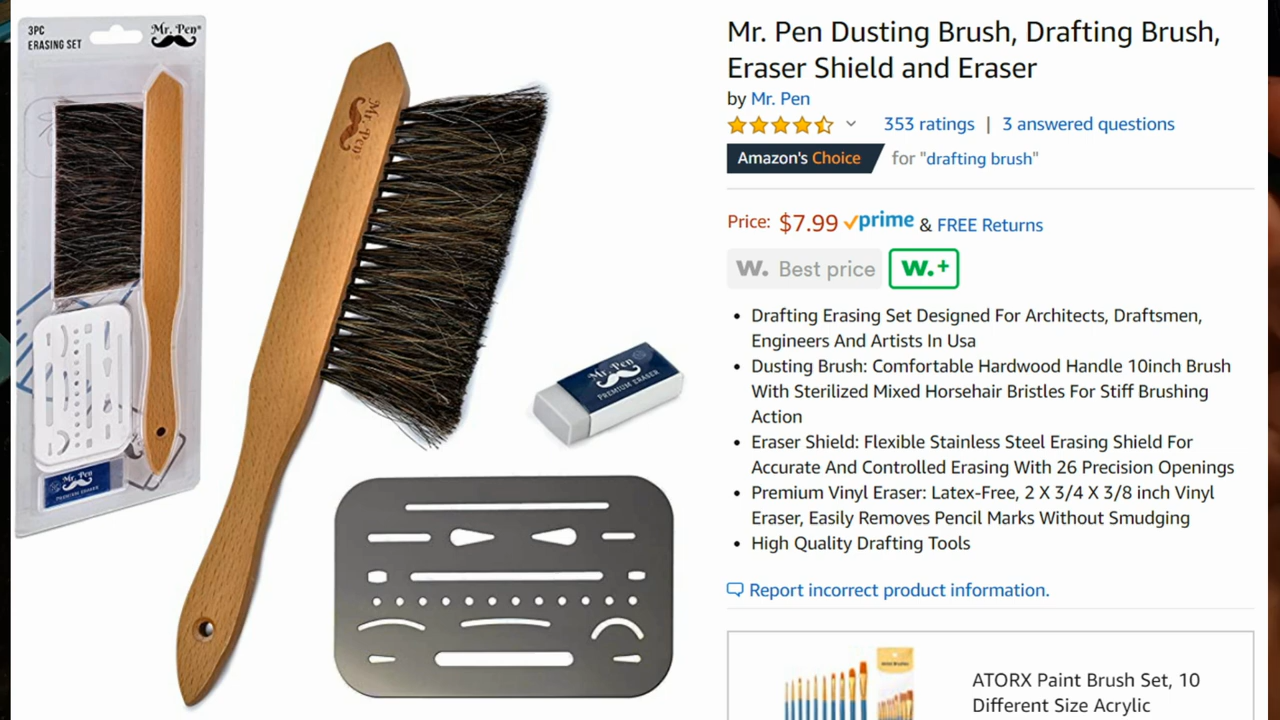 3PC
ERASING SET
Mr. Pen®
Mr. Pen®
Mr. Pen
PREMIUM ERASER
Mr. Pen
PREMIUM ERASER
Mr. Pen Dusting Brush, Drafting Brush,
Eraser Shield and Eraser
by Mr. Pen
353 ratings | 3 answered questions
Amazon's Choice for "drafting brush"
Price: $7.99 prime & FREE Returns
W. Best price W.+
• Drafting Erasing Set Designed For Architects, Draftsmen,
Engineers And Artists In Usa
• Dusting Brush: Comfortable Hardwood Handle 10inch Brush
With Sterilized Mixed Horsehair Bristles For Stiff Brushing
Action
• Eraser Shield: Flexible Stainless Steel Erasing Shield For
Accurate And Controlled Erasing With 26 Precision Openings
• Premium Vinyl Eraser: Latex-Free, 2 X 3/4 X 3/8 inch Vinyl
Eraser, Easily Removes Pencil Marks Without Smudging
• High Quality Drafting Tools
Report incorrect product information.
ATORX Paint Brush Set, 10
Different Size Acrylic